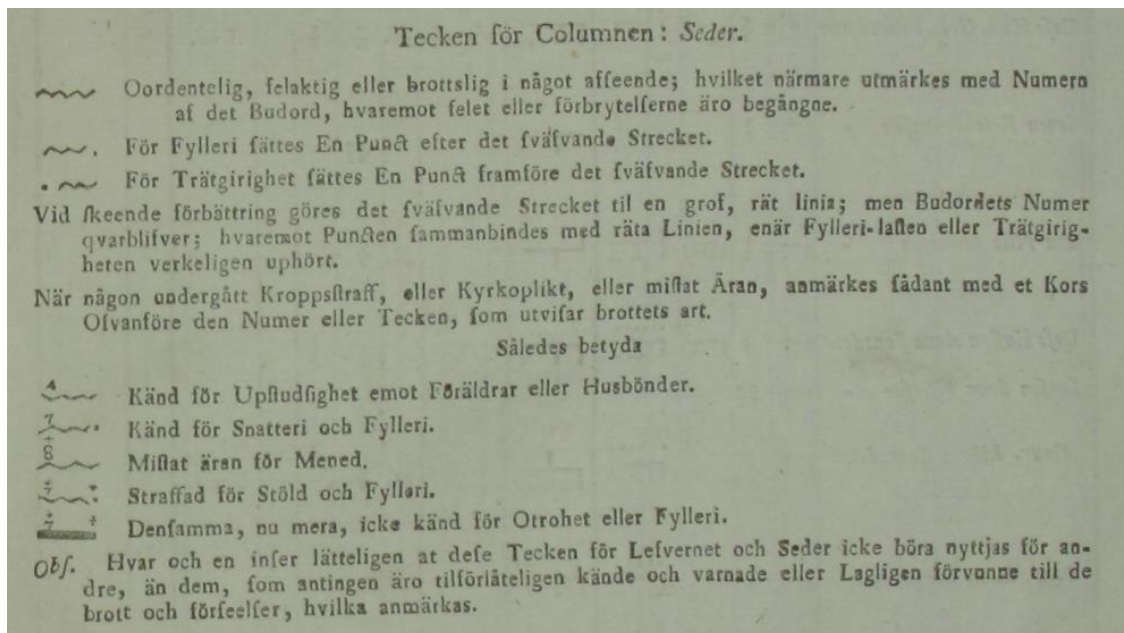 Tecken för Columnen: Seder.
Oordentelig, felaktig eller brottslig i något affeende; hvilket närmare utmärkes med Numern
af det Budord, hvaremot felet eller förbrytelſerne äro begångne.
För Fylleri ſättes En Punct efter det ſväfvande Strecket.
För Trätgirighet ſättes En Punct framföre det ſväfvande Strecket.
Vid ſkeende förbättring göres det ſväfvande Strecket til en grof, rät linia; men Budordets Numer
qvarblifver; hvaremot Puncten ſammanbindes med räta Linien, enär Fylleri-laſten eller Trätgirig-
heten verkeligen uphört.
När någon undergått Kroppsſtraff, eller Kyrkoplikt, eller miſtat Äran, anmärkes ſådant med et Kors
Ofvanföre den Numer eller Tecken, ſom utviſar brottets art.
Således betyda
4 Känd för Upſtudſighet emot Föräldrar eller Husbönder.
7 Känd för Snatteri och Fylleri.
8 Miſtat äran för Mened.
7 Straffad för Stöld och Fylleri.
7 Denſamma, nu mera, icke känd för Otrohet eller Fylleri.
Obſ. Hvar och en inſer lätteligen at deſe Tecken för Lefvernet och Seder icke böra nyttjas för an-
dre, än dem, ſom antingen äro tilförlåteligen kände och varnade eller Lagligen förvunne till de
brott och förſeelſer, hvilka anmärkas.